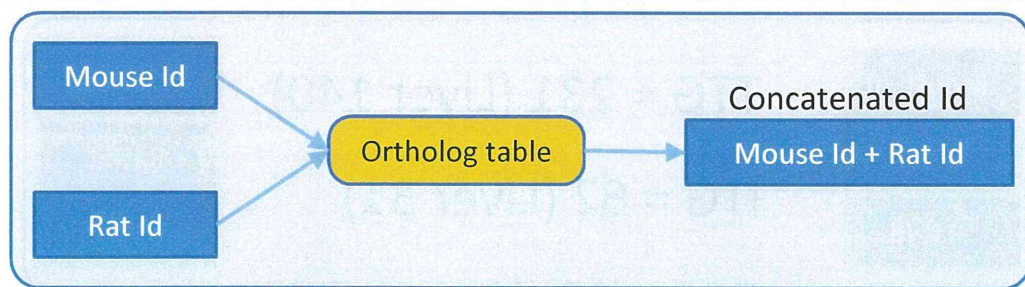 Mouse Id
Ortholog table
Concatenated Id
Mouse Id + Rat Id
Rat Id